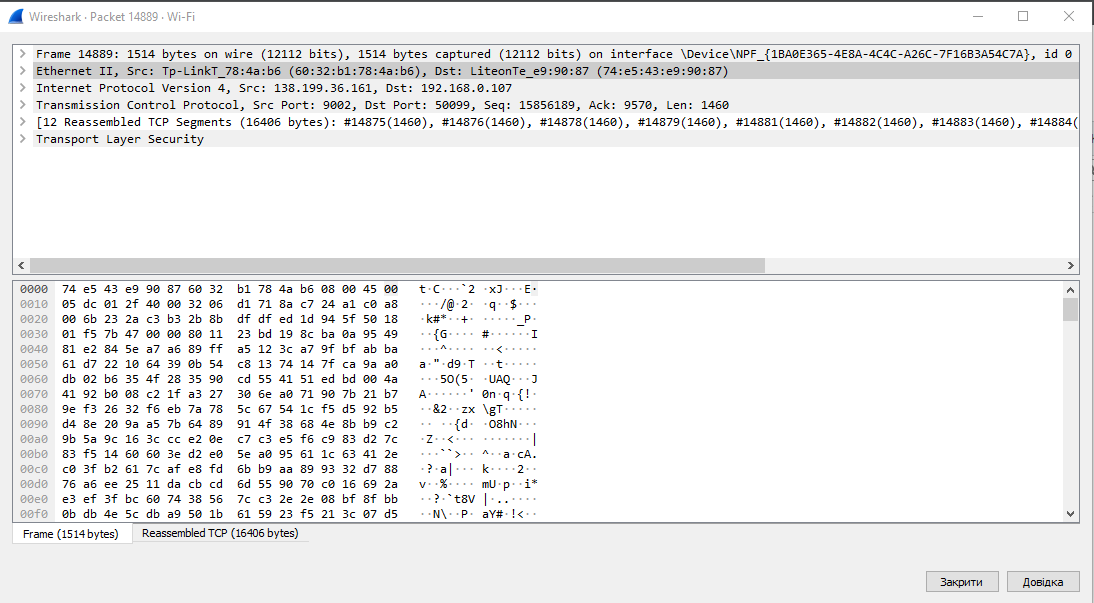 Wireshark · Packet 14889 · Wi-Fi
Frame 14889: 1514 bytes on wire (12112 bits), 1514 bytes captured (12112 bits) on interface \Device\NPF_{1BA0E365-4E8A-4C4C-A26C-7F16B3A54C7A}, id 0
Ethernet II, Src: Tp-LinkT_78:4a:b6 (60:32:b1:78:4a:b6), Dst: LiteonTe_e9:90:87 (74:e5:43:e9:90:87)
Internet Protocol Version 4, Src: 138.199.36.161, Dst: 192.168.0.107
Transmission Control Protocol, Src Port: 9002, Dst Port: 50099, Seq: 15856189, Ack: 9570, Len: 1460
[12 Reassembled TCP Segments (16406 bytes): #14875(1460), #14876(1460), #14878(1460), #14879(1460), #14881(1460), #14882(1460), #14883(1460), #14884(
Transport Layer Security
0000 74 e5 43 e9 90 87 60 32 b1 78 4a b6 08 00 45 00 t·C···`2 ·xJ···E·
0010 05 dc 01 2f 40 00 32 06 d1 71 8a c7 24 a1 c0 a8 ···/@·2· ·q··$···
0020 00 6b 23 2a c3 b3 2b 8b df df ed 1d 94 5f 50 18 ·k#*··+· ·····_P·
0030 01 f5 7b 47 00 00 80 11 23 bd 19 8c ba 0a 95 49 ··{G···· #······I
0040 81 e2 84 5e a7 a6 89 ff a5 12 3c a7 9f bf ab ba ···^···· ··<·····
0050 61 d7 22 10 64 39 0b 54 c8 13 74 14 7f ca 9a a0 a·"·d9·T ··t·····
0060 db 02 b6 35 4f 28 35 90 cd 55 41 51 ed bd 00 4a ···5O(5· ·UAQ···J
0070 41 92 b0 08 c2 1f a3 27 30 6e a0 71 90 7b 21 b7 A······' 0n·q·{!·
0080 9e f3 26 32 f6 eb 7a 78 5c 67 54 1c f5 d5 92 b5 ··&2··zx \gT·····
0090 d4 8e 20 9a a5 7b 64 89 91 4f 38 68 4e 8b b9 c2 ·· ··{d· ·O8hN···
00a0 9b 5a 9c 16 3c cc e2 0e c7 c3 e5 f6 c9 83 d2 7c ·Z··<··· ·······|
00b0 83 f5 14 60 60 3e d2 e0 5e a0 95 61 1c 63 41 2e ···``>·· ^··a·cA.
00c0 c0 3f b2 61 7c af e8 fd 6b b9 aa 89 93 32 d7 88 ·?·a|··· k····2··
00d0 76 a6 ee 25 11 da cb cd 6d 55 90 70 c0 16 69 2a v··%···· mU·p··i*
00e0 e3 ef 3f bc 60 74 38 56 7c c3 2e 2e 08 bf 8f bb ··?·`t8V |·..····
00f0 0b db 4e 5c db a9 50 1b 61 59 23 f5 21 3c 07 d5 ··N\··P· aY#·!<··
Frame (1514 bytes) Reassembled TCP (16406 bytes)
Закрити Довідка